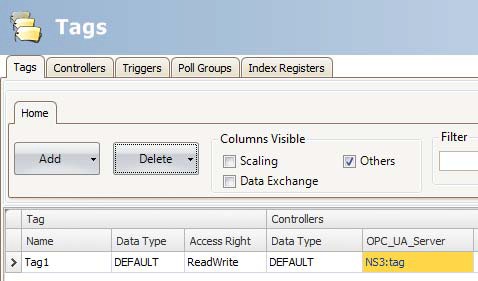 Tags
Tags Controllers Triggers Poll Groups Index Registers
Home
Columns Visible Filter
Add Delete Scaling Others
Data Exchange
Tag Controllers
Name Data Type Access Right Data Type OPC_UA_Server
Tag1 DEFAULT ReadWrite DEFAULT NS3:tag